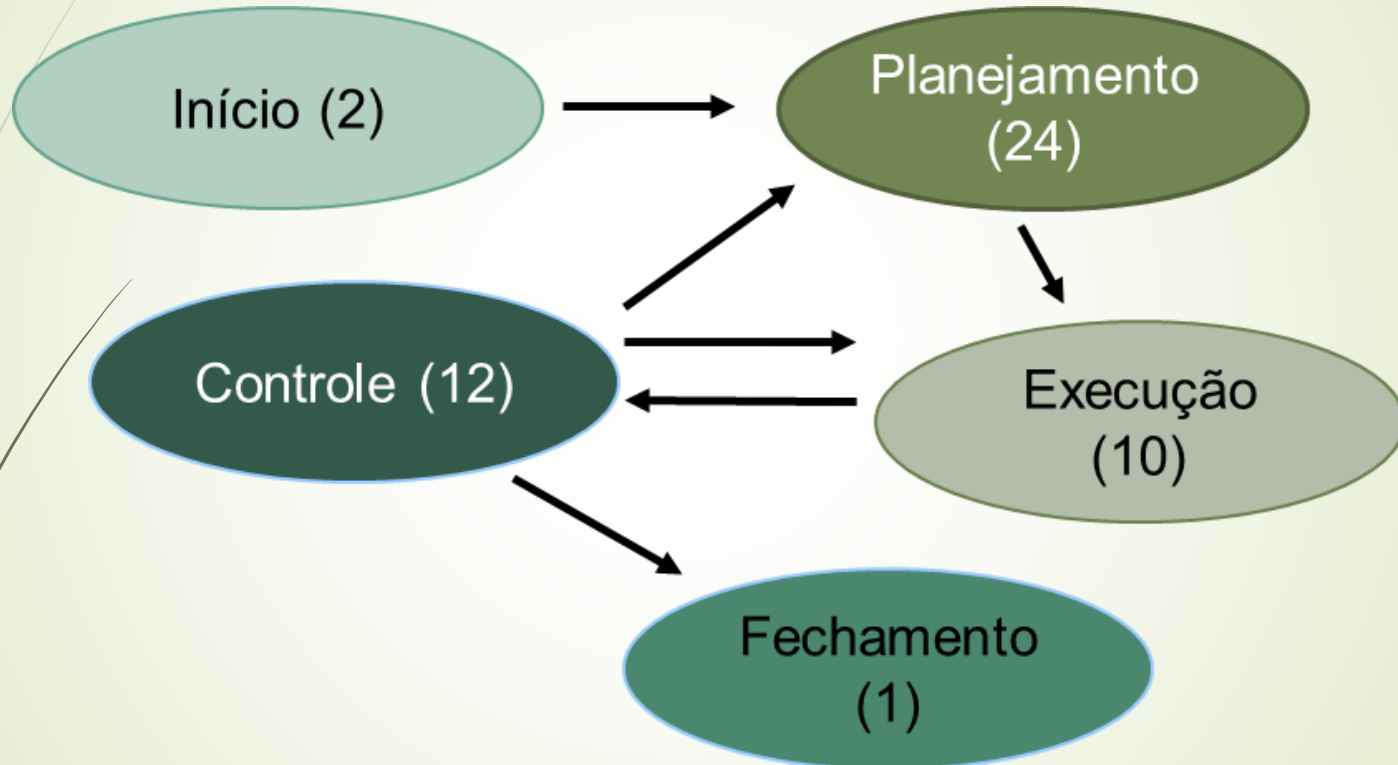 Início (2)
Planejamento
(24)
Controle (12)
Execução
(10)
Fechamento
(1)